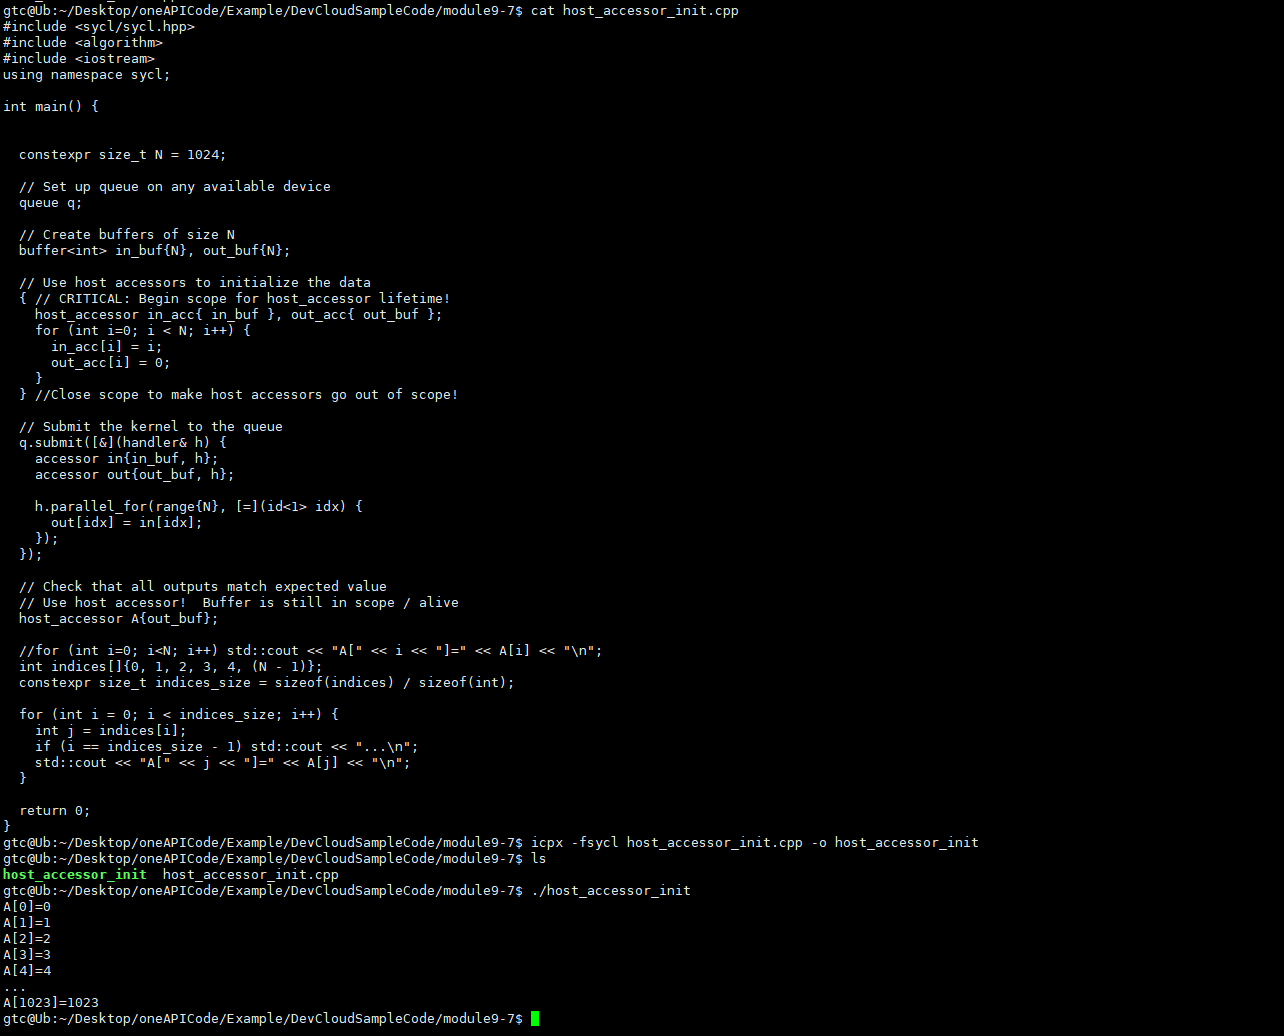 gtc@Ub:~/Desktop/oneAPICode/Example/DevCloudSampleCode/module9-7$ cat host_accessor_init.cpp
#include <sycl/sycl.hpp>
#include <algorithm>
#include <iostream>
using namespace sycl;

int main() {


  constexpr size_t N = 1024;

  // Set up queue on any available device
  queue q;

  // Create buffers of size N
  buffer<int> in_buf{N}, out_buf{N};

  // Use host accessors to initialize the data
  { // CRITICAL: Begin scope for host_accessor lifetime!
    host_accessor in_acc{ in_buf }, out_acc{ out_buf };
    for (int i=0; i < N; i++) {
      in_acc[i] = i;
      out_acc[i] = 0;
    }
  } //Close scope to make host accessors go out of scope!

  // Submit the kernel to the queue
  q.submit([&](handler& h) {
    accessor in{in_buf, h};
    accessor out{out_buf, h};

    h.parallel_for(range{N}, [=](id<1> idx) {
      out[idx] = in[idx];
    });
  });

  // Check that all outputs match expected value
  // Use host accessor!  Buffer is still in scope / alive
  host_accessor A{out_buf};

  //for (int i=0; i<N; i++) std::cout << "A[" << i << "]=" << A[i] << "\n";
  int indices[]{0, 1, 2, 3, 4, (N - 1)};
  constexpr size_t indices_size = sizeof(indices) / sizeof(int);

  for (int i = 0; i < indices_size; i++) {
    int j = indices[i];
    if (i == indices_size - 1) std::cout << "...\n";
    std::cout << "A[" << j << "]=" << A[j] << "\n";
  }

  return 0;
}
gtc@Ub:~/Desktop/oneAPICode/Example/DevCloudSampleCode/module9-7$ icpx -fsycl host_accessor_init.cpp -o host_accessor_init
gtc@Ub:~/Desktop/oneAPICode/Example/DevCloudSampleCode/module9-7$ ls
host_accessor_init  host_accessor_init.cpp
gtc@Ub:~/Desktop/oneAPICode/Example/DevCloudSampleCode/module9-7$ ./host_accessor_init
A[0]=0
A[1]=1
A[2]=2
A[3]=3
A[4]=4
...
A[1023]=1023
gtc@Ub:~/Desktop/oneAPICode/Example/DevCloudSampleCode/module9-7$